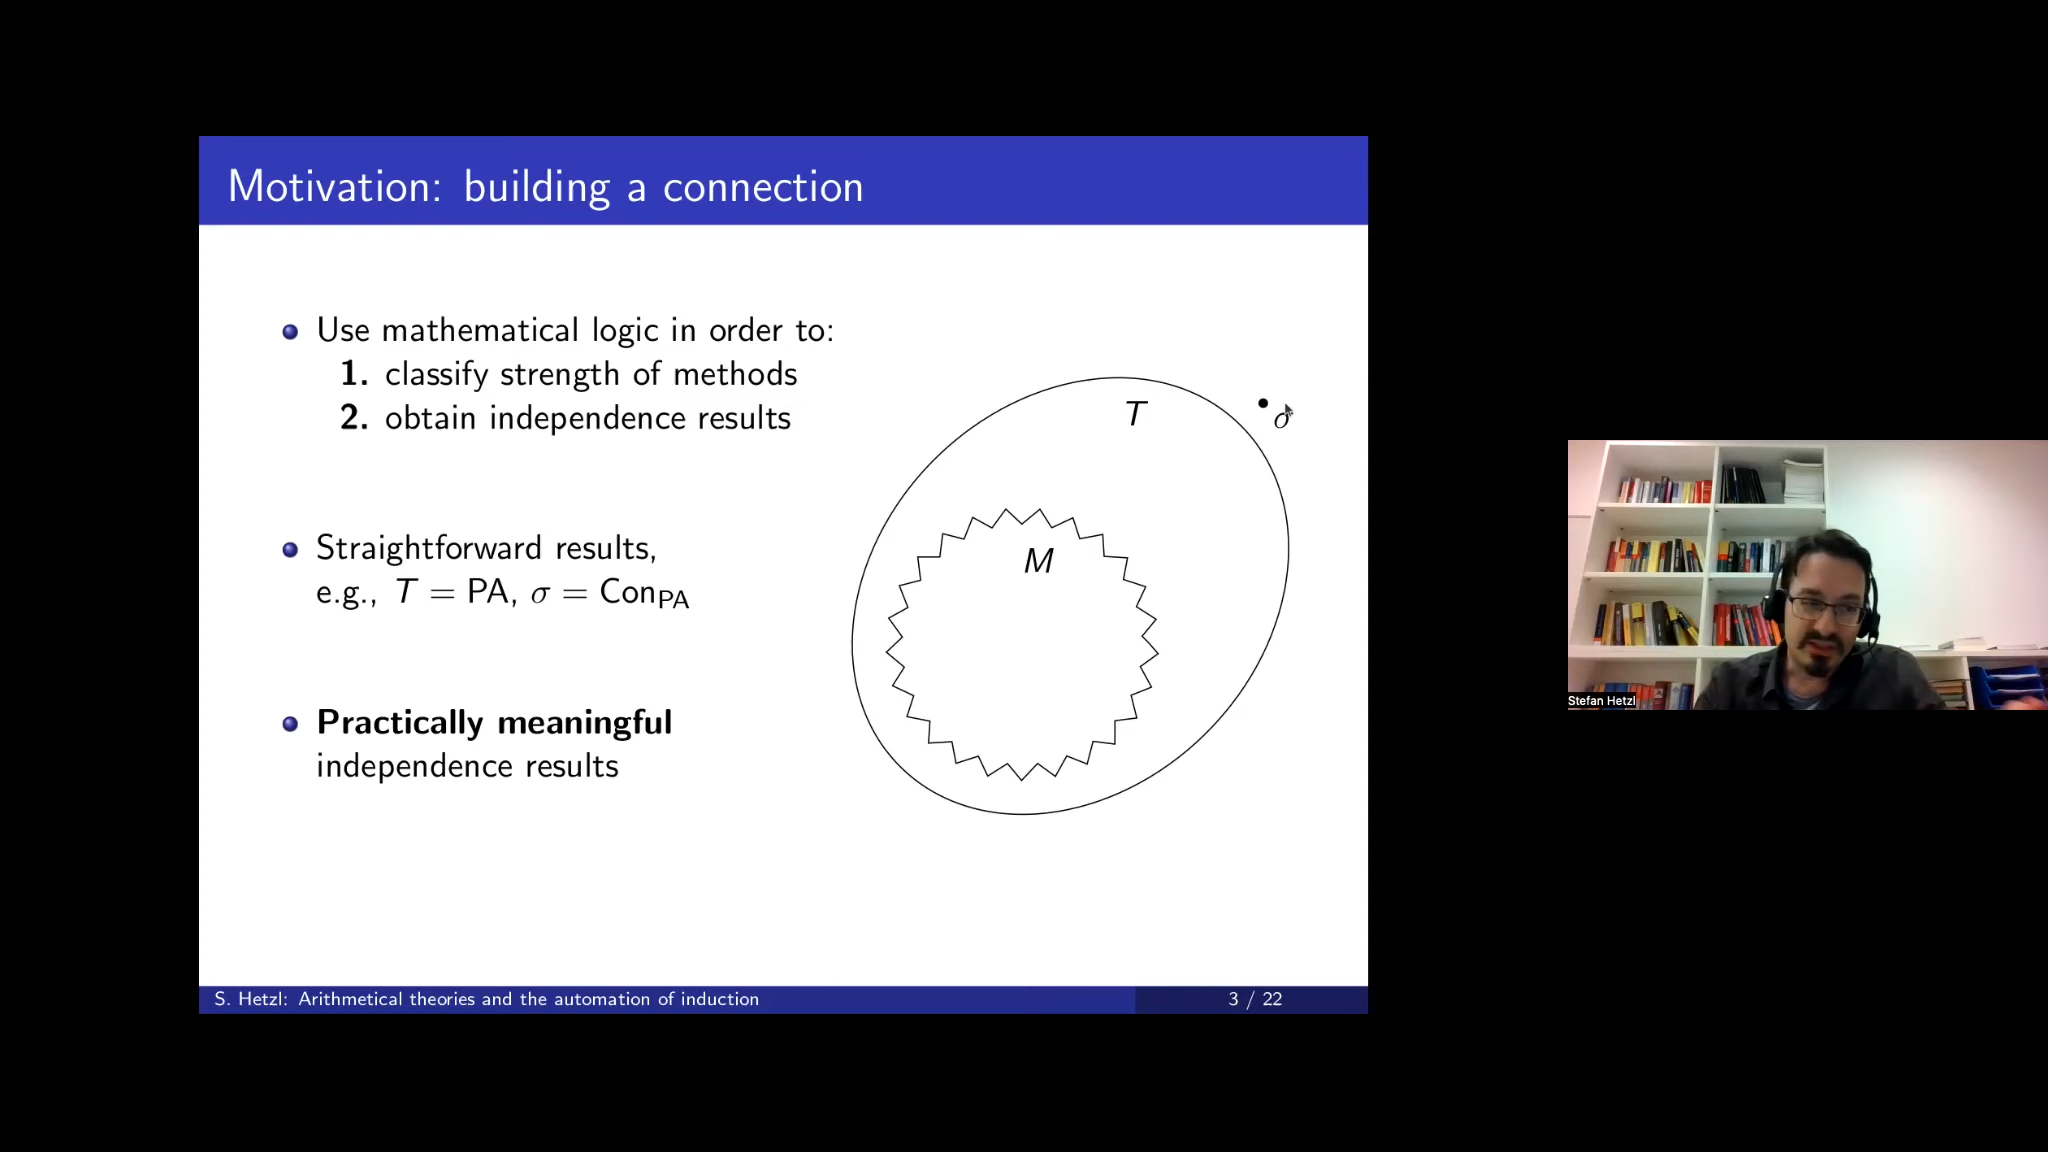 Motivation: building a connection
Use mathematical logic in order to:
1. classify strength of methods
2. obtain independence results
Straightforward results,
e.g., T = PA, σ = Con_PA
Practically meaningful
independence results
T
σ
M
Stefan Hetzl
S. Hetzl: Arithmetical theories and the automation of induction
3 / 22